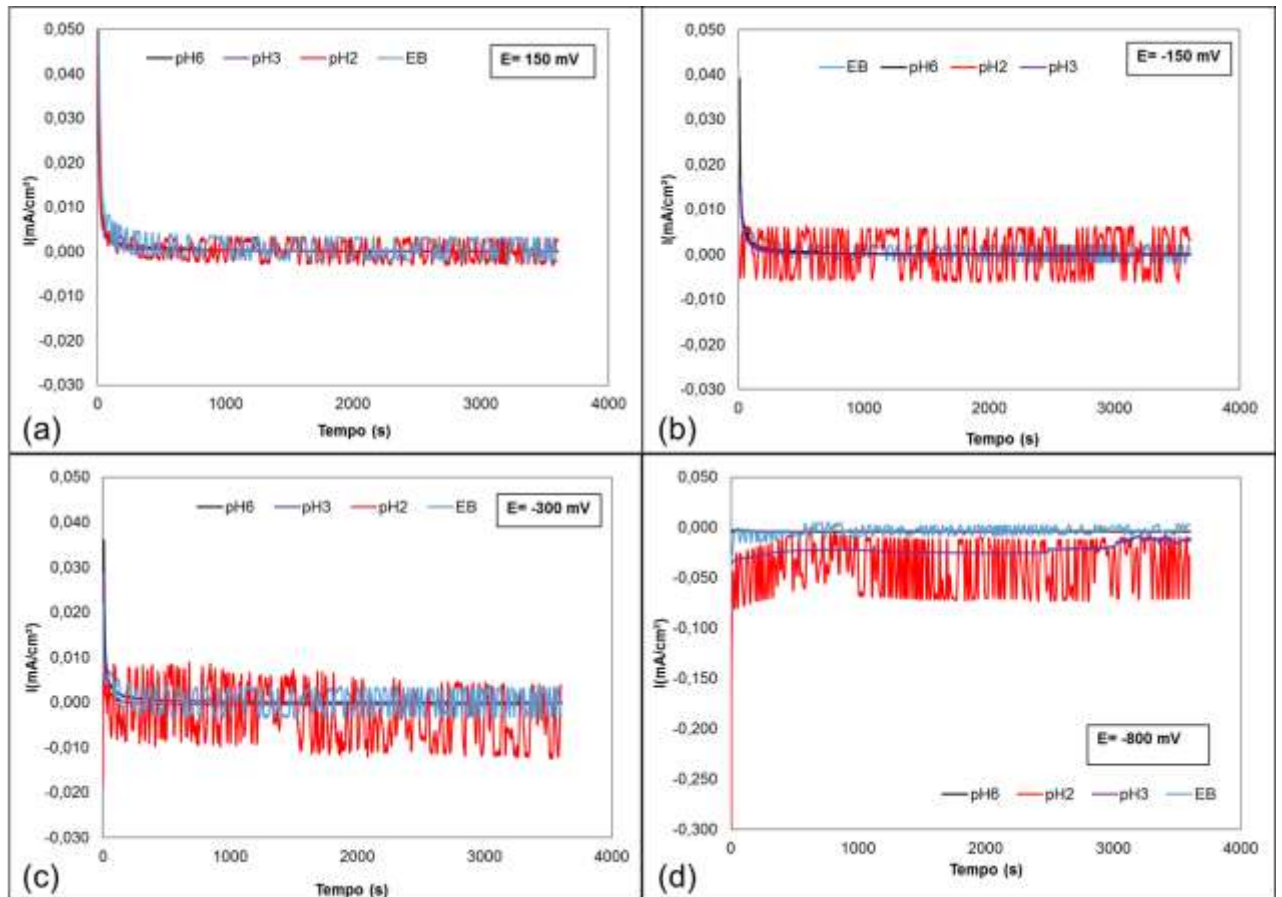 0,050
pH6 pH3 pH2 EB
E= 150 mV
0,040
0,030
0,020
0,010
0,000
-0,010
-0,020
-0,030
I(mA/cm²)
0 1000 2000 3000 4000
Tempo (s)
(a)
0,050
EB pH6 pH2 pH3
E= -150 mV
0,040
0,030
0,020
0,010
0,000
-0,010
-0,020
-0,030
I(mA/cm²)
0 1000 2000 3000 4000
Tempo (s)
(b)
0,050
pH6 pH3 pH2 EB
E= -300 mV
0,040
0,030
0,020
0,010
0,000
-0,010
-0,020
-0,030
I(mA/cm²)
0 1000 2000 3000 4000
Tempo (s)
(c)
0,050
0,000
-0,050
-0,100
-0,150
-0,200
-0,250
-0,300
I(mA/cm²)
E= -800 mV
pH6 pH2 pH3 EB
0 1000 2000 3000 4000
Tempo (s)
(d)